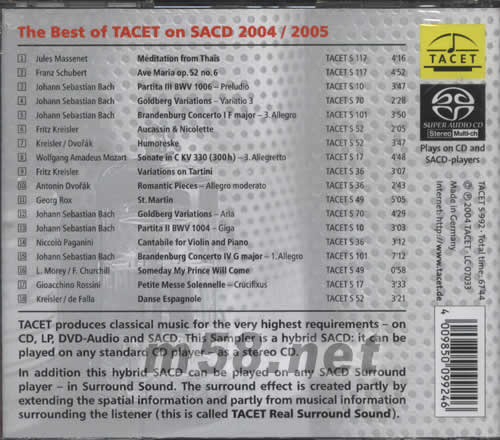 The Best of TACET on SACD 2004 / 2005
1 Jules Massenet Méditation from Thaïs TACET S 117 4:16
2 Franz Schubert Ave Maria op. 52 no. 6 TACET S 117 4:52
3 Johann Sebastian Bach Partita III BWV 1006 – Preludio TACET S 10 3:47
4 Johann Sebastian Bach Goldberg Variations – Variatio 3 TACET S 70 2:28
5 Johann Sebastian Bach Brandenburg Concerto I F major – 3. Allegro TACET S 101 3:50
6 Fritz Kreisler Aucassin & Nicolette TACET S 52 2:05
7 Kreisler / Dvořák Humoreske TACET S 52 3:42
8 Wolfgang Amadeus Mozart Sonate in C KV 330 (300h) – 3. Allegretto TACET S 17 4:48
9 Fritz Kreisler Variations on Tartini TACET S 36 3:07
10 Antonin Dvořák Romantic Pieces – Allegro moderato TACET S 36 2:43
11 Georg Rox St. Martin TACET S 49 5:05
12 Johann Sebastian Bach Goldberg Variations – Aria TACET S 70 4:29
13 Johann Sebastian Bach Partita II BWV 1004 – Giga TACET S 10 3:03
14 Niccolò Paganini Cantabile for Violin and Piano TACET S 36 3:12
15 Johann Sebastian Bach Brandenburg Concerto IV G major – 1. Allegro TACET S 101 7:12
16 L. Morey / F. Churchill Someday My Prince Will Come TACET S 49 0:58
17 Gioacchino Rossini Petite Messe Solennelle – Crucifixus TACET S 117 3:17
18 Kreisler / de Falla Danse Espagnole TACET S 52 3:21
TACET produces classical music for the very highest requirements – on
CD, LP, DVD-Audio and SACD. This Sampler is a hybrid SACD: it can be
played on any standard CD player – as a stereo CD.
In addition this hybrid SACD can be played on any SACD Surround
player – in Surround Sound. The surround effect is created partly by
extending the spatial information and partly from musical information
surrounding the listener (this is called TACET Real Surround Sound).
m58.net
TACET
SUPER AUDIO CD
Stereo Multi-ch
Plays on CD and
SACD-players
TACET S 992 · Total time: 67:44
Ⓒ Ⓟ 2004 TACET · LC 07033
Made in Germany
Internet: http://www.tacet.de
4 009850 099246